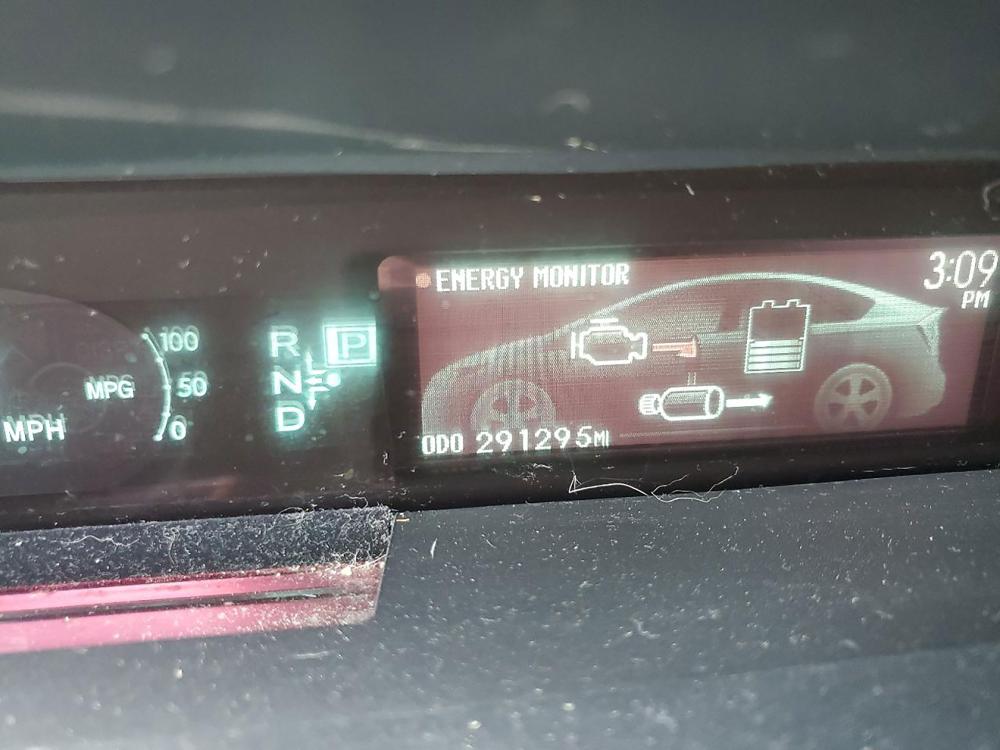 ENERGY MONITOR
3:09
PM
100
MPG 50
MPH 0
R P
N
D
ODO 291295MI